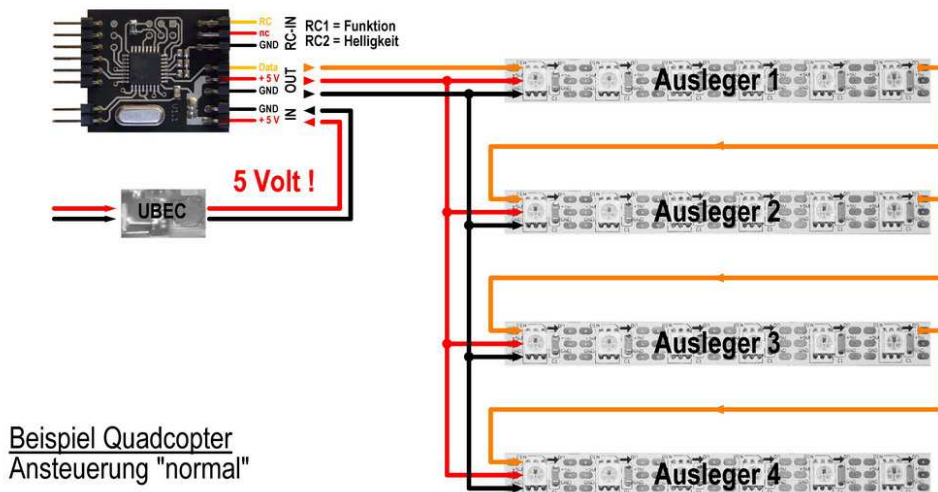 RC
nc
GND
RC-IN
RC1 = Funktion
RC2 = Helligkeit
Data
+ 5 V
GND
OUT
GND
+ 5 V
IN
5 Volt !
UBEC
Ausleger 1
Ausleger 2
Ausleger 3
Ausleger 4
Beispiel Quadcopter
Ansteuerung "normal"